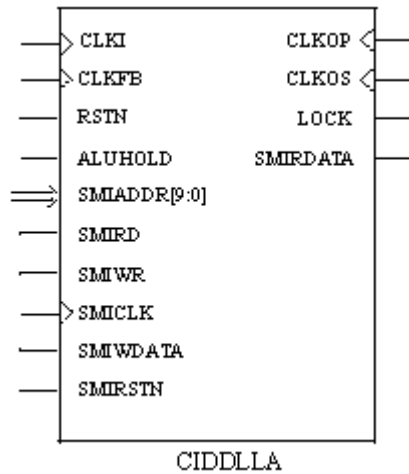 CLKI
CLKFB
RSTN
ALUHOLD
SMIADDR[9:0]
SMIRD
SMIWR
SMICLK
SMIWDATA
SMIRSTN
CLKOP
CLKOS
LOCK
SMIRDATA
CIDDLLA